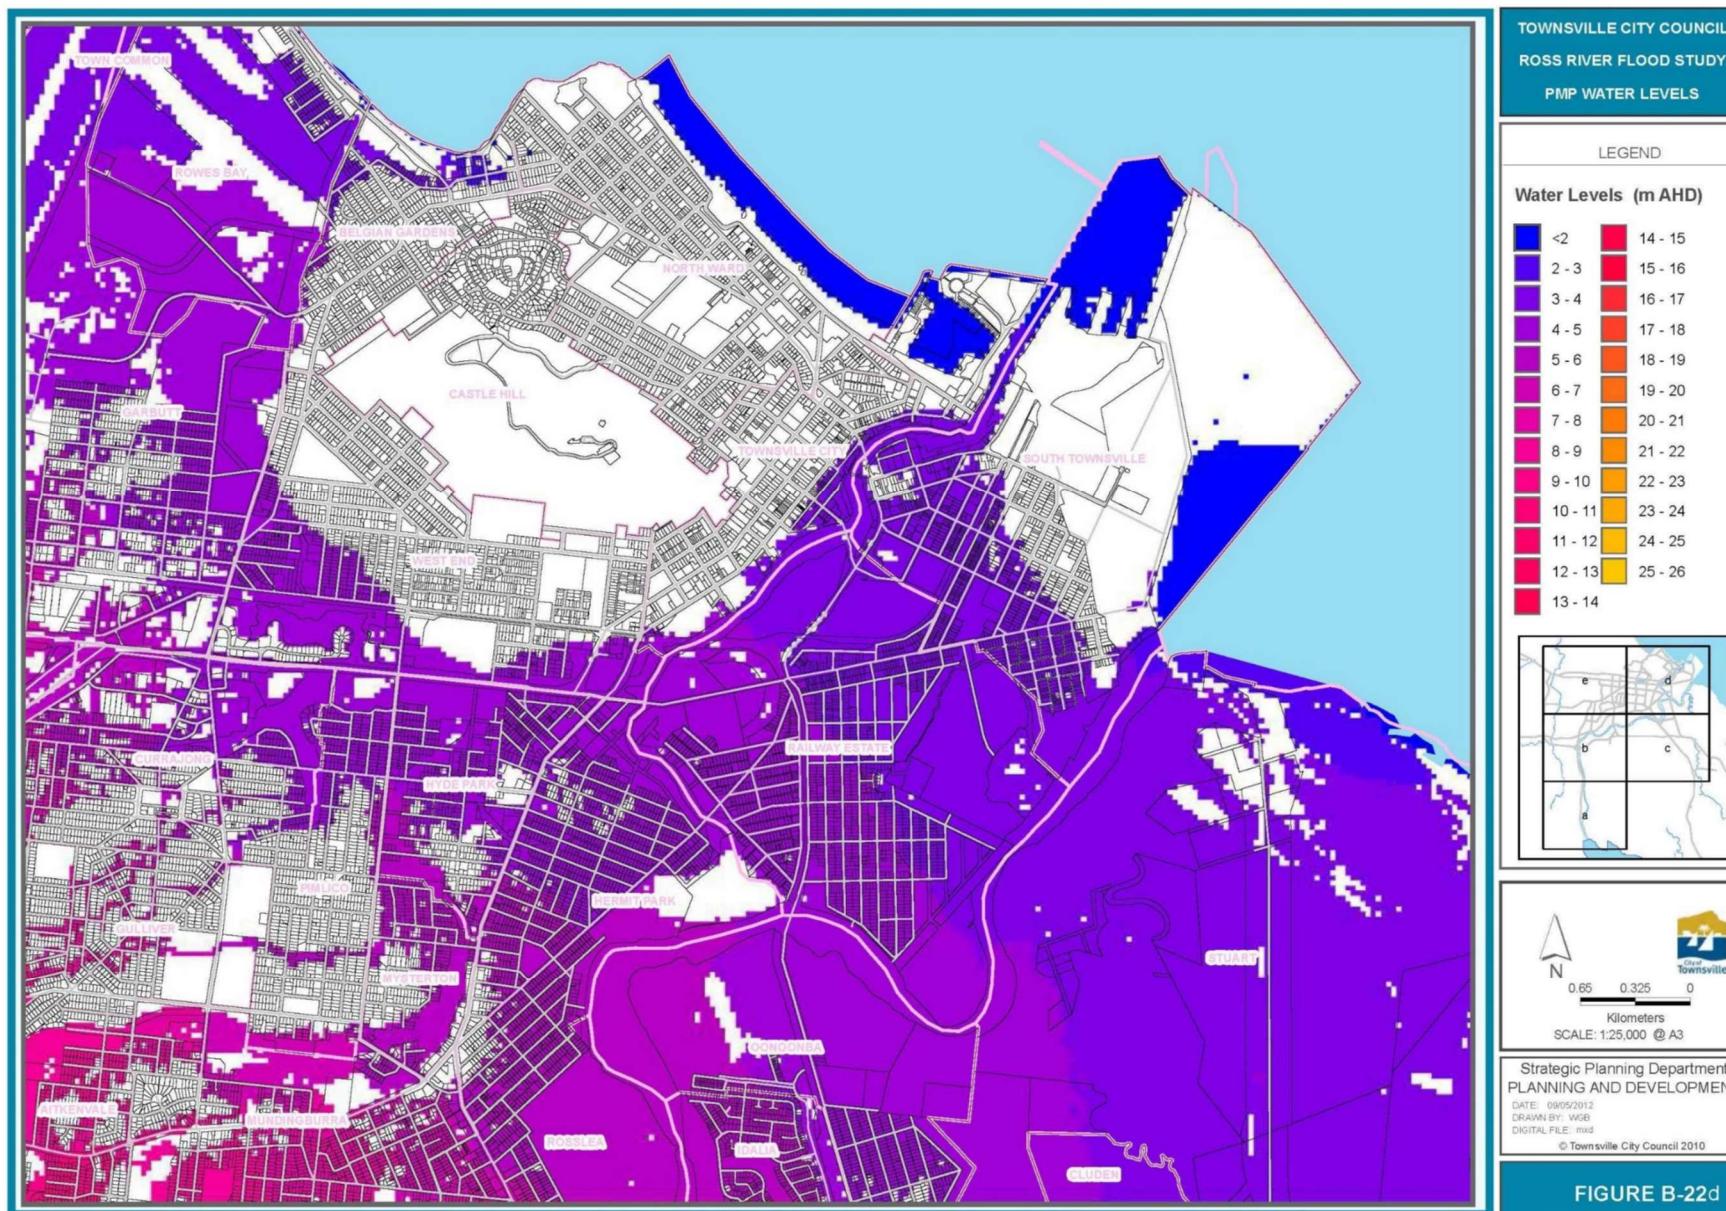 TOWNSVILLE CITY COUNCIL
ROSS RIVER FLOOD STUDY
PMP WATER LEVELS
LEGEND
Water Levels (m AHD)
<2
2 - 3
3 - 4
4 - 5
5 - 6
6 - 7
7 - 8
8 - 9
9 - 10
10 - 11
11 - 12
12 - 13
13 - 14
14 - 15
15 - 16
16 - 17
17 - 18
18 - 19
19 - 20
20 - 21
21 - 22
22 - 23
23 - 24
24 - 25
25 - 26
e
d
b
c
a
N
City of
Townsville
0.65 0.325 0
Kilometers
SCALE: 1:25,000 @ A3
Strategic Planning Department
PLANNING AND DEVELOPMEN
DATE: 09/05/2012
DRAWN BY: WGB
DIGITAL FILE: mxd
© Townsville City Council 2010
FIGURE B-22d
TOWN COMMON
ROWES BAY
BELGIAN GARDENS
NORTH WARD
CASTLE HILL
GARBUTT
TOWNSVILLE CITY
SOUTH TOWNSVILLE
WEST END
CURRAJONG
HYDE PARK
RAILWAY ESTATE
PIMLICO
HERMIT PARK
GULLIVER
MYSTERTON
STUART
OONOONBA
AITKENVALE
MUNDINGBURRA
ROSSLEA
IDALIA
CLUDEN